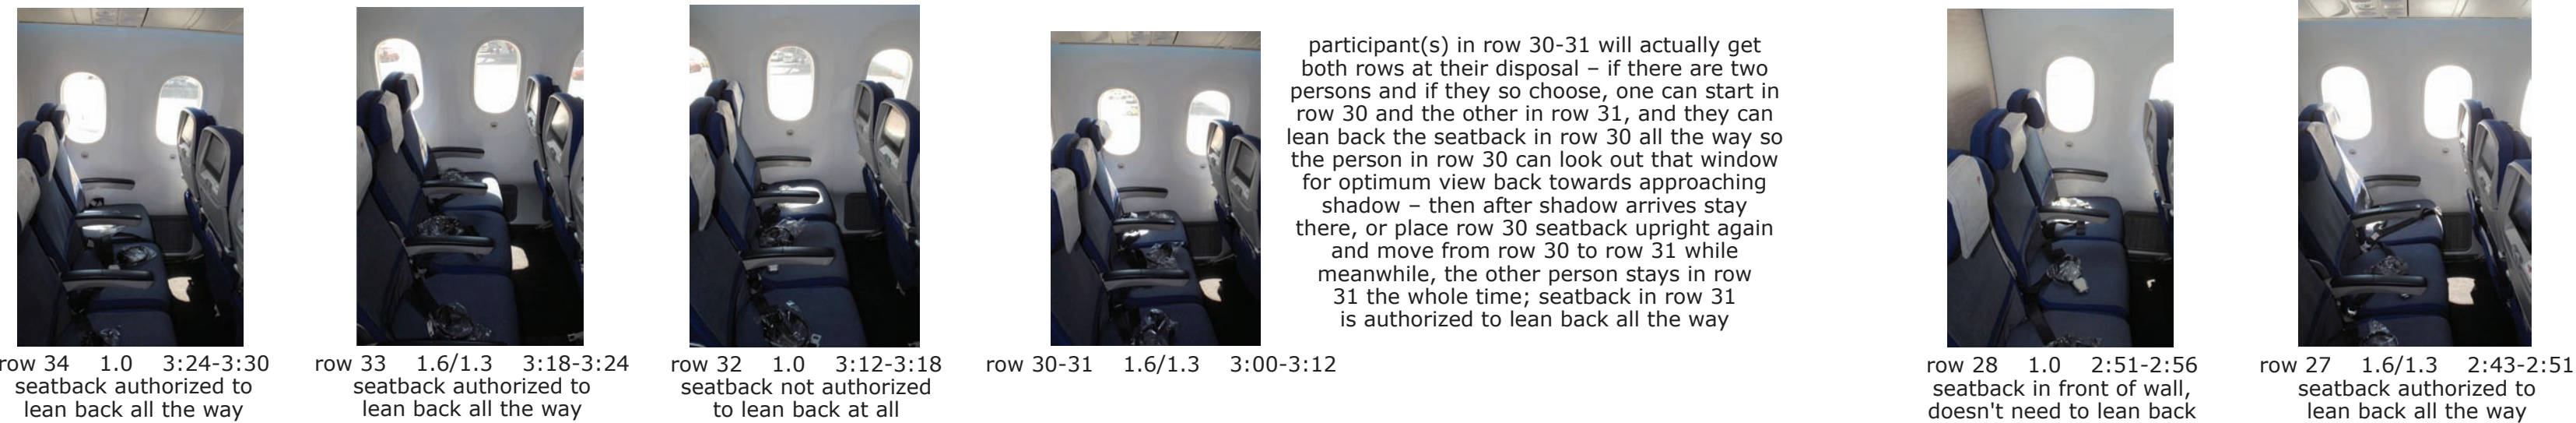 row 34 1.0 3:24-3:30
seatback authorized to
lean back all the way
row 33 1.6/1.3 3:18-3:24
seatback authorized to
lean back all the way
row 32 1.0 3:12-3:18
seatback not authorized
to lean back at all
row 30-31 1.6/1.3 3:00-3:12
participant(s) in row 30-31 will actually get
both rows at their disposal – if there are two
persons and if they so choose, one can start in
row 30 and the other in row 31, and they can
lean back the seatback in row 30 all the way so
the person in row 30 can look out that window
for optimum view back towards approaching
shadow – then after shadow arrives stay
there, or place row 30 seatback upright again
and move from row 30 to row 31 while
meanwhile, the other person stays in row
31 the whole time; seatback in row 31
is authorized to lean back all the way
row 28 1.0 2:51-2:56
seatback in front of wall,
doesn't need to lean back
row 27 1.6/1.3 2:43-2:51
seatback authorized to
lean back all the way